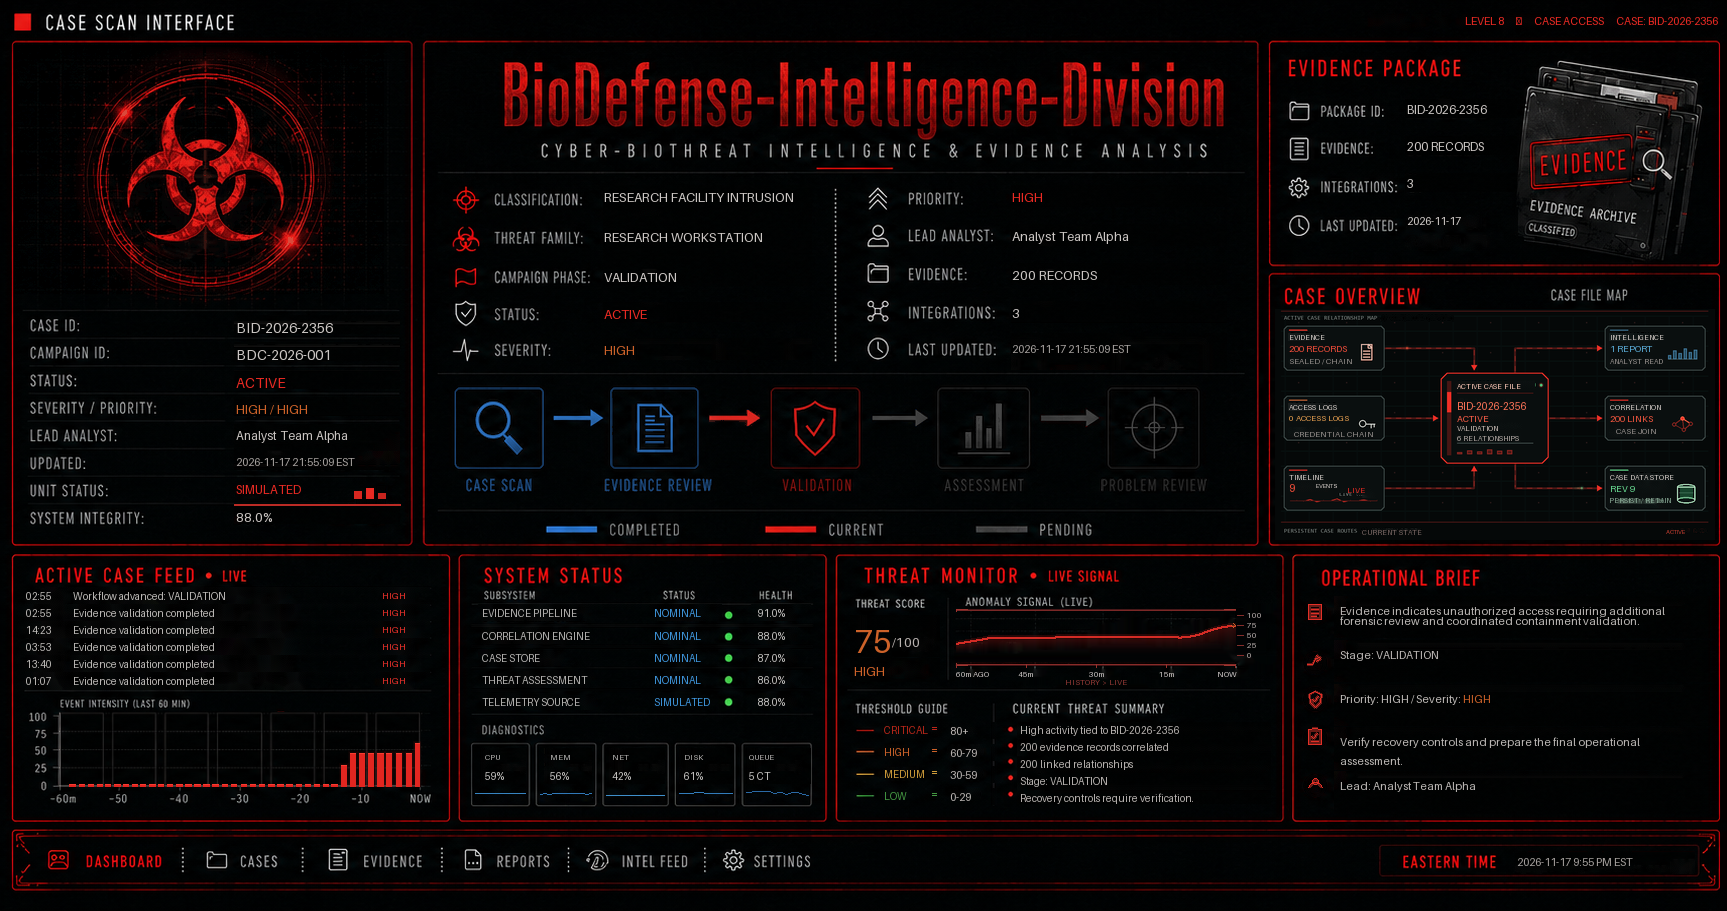 CASE SCAN INTERFACE
LEVEL 8 CASE ACCESS CASE: BID-2026-2356
CASE ID: BID-2026-2356
CAMPAIGN ID: BDC-2026-001
STATUS: ACTIVE
SEVERITY / PRIORITY: HIGH / HIGH
LEAD ANALYST: Analyst Team Alpha
UPDATED: 2026-11-17 21:55:09 EST
UNIT STATUS: SIMULATED
SYSTEM INTEGRITY: 88.0%
BioDefense-Intelligence-Division
CYBER-BIOTHREAT INTELLIGENCE & EVIDENCE ANALYSIS
CLASSIFICATION: RESEARCH FACILITY INTRUSION
THREAT FAMILY: RESEARCH WORKSTATION
CAMPAIGN PHASE: VALIDATION
STATUS: ACTIVE
SEVERITY: HIGH
PRIORITY: HIGH
LEAD ANALYST: Analyst Team Alpha
EVIDENCE: 200 RECORDS
INTEGRATIONS: 3
LAST UPDATED: 2026-11-17 21:55:09 EST
CASE SCAN
EVIDENCE REVIEW
VALIDATION
ASSESSMENT
PROBLEM REVIEW
COMPLETED
CURRENT
PENDING
EVIDENCE PACKAGE
PACKAGE ID: BID-2026-2356
EVIDENCE: 200 RECORDS
INTEGRATIONS: 3
LAST UPDATED: 2026-11-17
EVIDENCE
EVIDENCE ARCHIVE
CLASSIFIED
CASE OVERVIEW
CASE FILE MAP
ACTIVE CASE RELATIONSHIP MAP
EVIDENCE
200 RECORDS
SEALED / CHAIN
ACCESS LOGS
0 ACCESS LOGS
CREDENTIAL CHAIN
TIMELINE
9 EVENTS
LIVE
ACTIVE CASE FILE
BID-2026-2356
ACTIVE
VALIDATION
6 RELATIONSHIPS
INTELLIGENCE
1 REPORT
ANALYST READ
CORRELATION
200 LINKS
CASE JOIN
CASE DATASTORE
REV 9
PERSISTENT CASE ROUTES CURRENT STATE
ACTIVE
ACTIVE CASE FEED • LIVE
02:55 Workflow advanced: VALIDATION HIGH
02:55 Evidence validation completed HIGH
14:23 Evidence validation completed HIGH
03:53 Evidence validation completed HIGH
13:40 Evidence validation completed HIGH
01:07 Evidence validation completed HIGH
EVENT INTENSITY (LAST 60 MIN)
100
75
50
25
0
-60m -50 -40 -30 -20 -10 NOW
SYSTEM STATUS
SUBSYSTEM STATUS HEALTH
EVIDENCE PIPELINE NOMINAL 91.0%
CORRELATION ENGINE NOMINAL 88.0%
CASE STORE NOMINAL 87.0%
THREAT ASSESSMENT NOMINAL 86.0%
TELEMETRY SOURCE SIMULATED 88.0%
DIAGNOSTICS
CPU MEM NET DISK QUEUE
59% 56% 42% 61% 5 CT
THREAT MONITOR • LIVE SIGNAL
THREAT SCORE
75/100
HIGH
ANOMALY SIGNAL (LIVE)
100
75
50
25
0
60m AGO 45m 30m 15m NOW
HISTORY > LIVE
THRESHOLD GUIDE
CRITICAL = 80+
HIGH = 60-79
MEDIUM = 30-59
LOW = 0-29
CURRENT THREAT SUMMARY
• High activity tied to BID-2026-2356
• 200 evidence records correlated
• 200 linked relationships
• Stage: VALIDATION
• Recovery controls require verification.
OPERATIONAL BRIEF
Evidence indicates unauthorized access requiring additional
forensic review and coordinated containment validation.
Stage: VALIDATION
Priority: HIGH / Severity: HIGH
Verify recovery controls and prepare the final operational
assessment.
Lead: Analyst Team Alpha
DASHBOARD
CASES
EVIDENCE
REPORTS
INTEL FEED
SETTINGS
EASTERN TIME 2026-11-17 9:55 PM EST